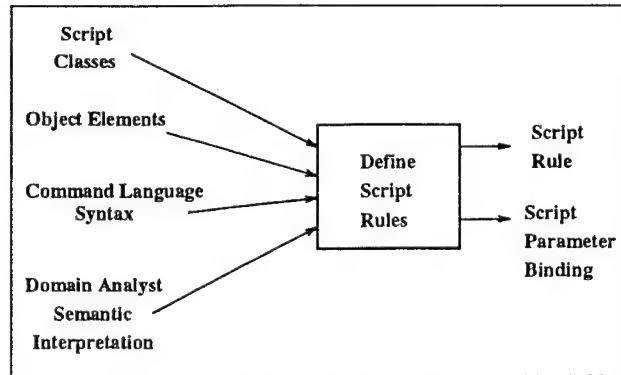 Script
Classes
Object Elements
Command Language
Syntax
Domain Analyst
Semantic
Interpretation
Define
Script
Rules
Script
Rule
Script
Parameter
Binding